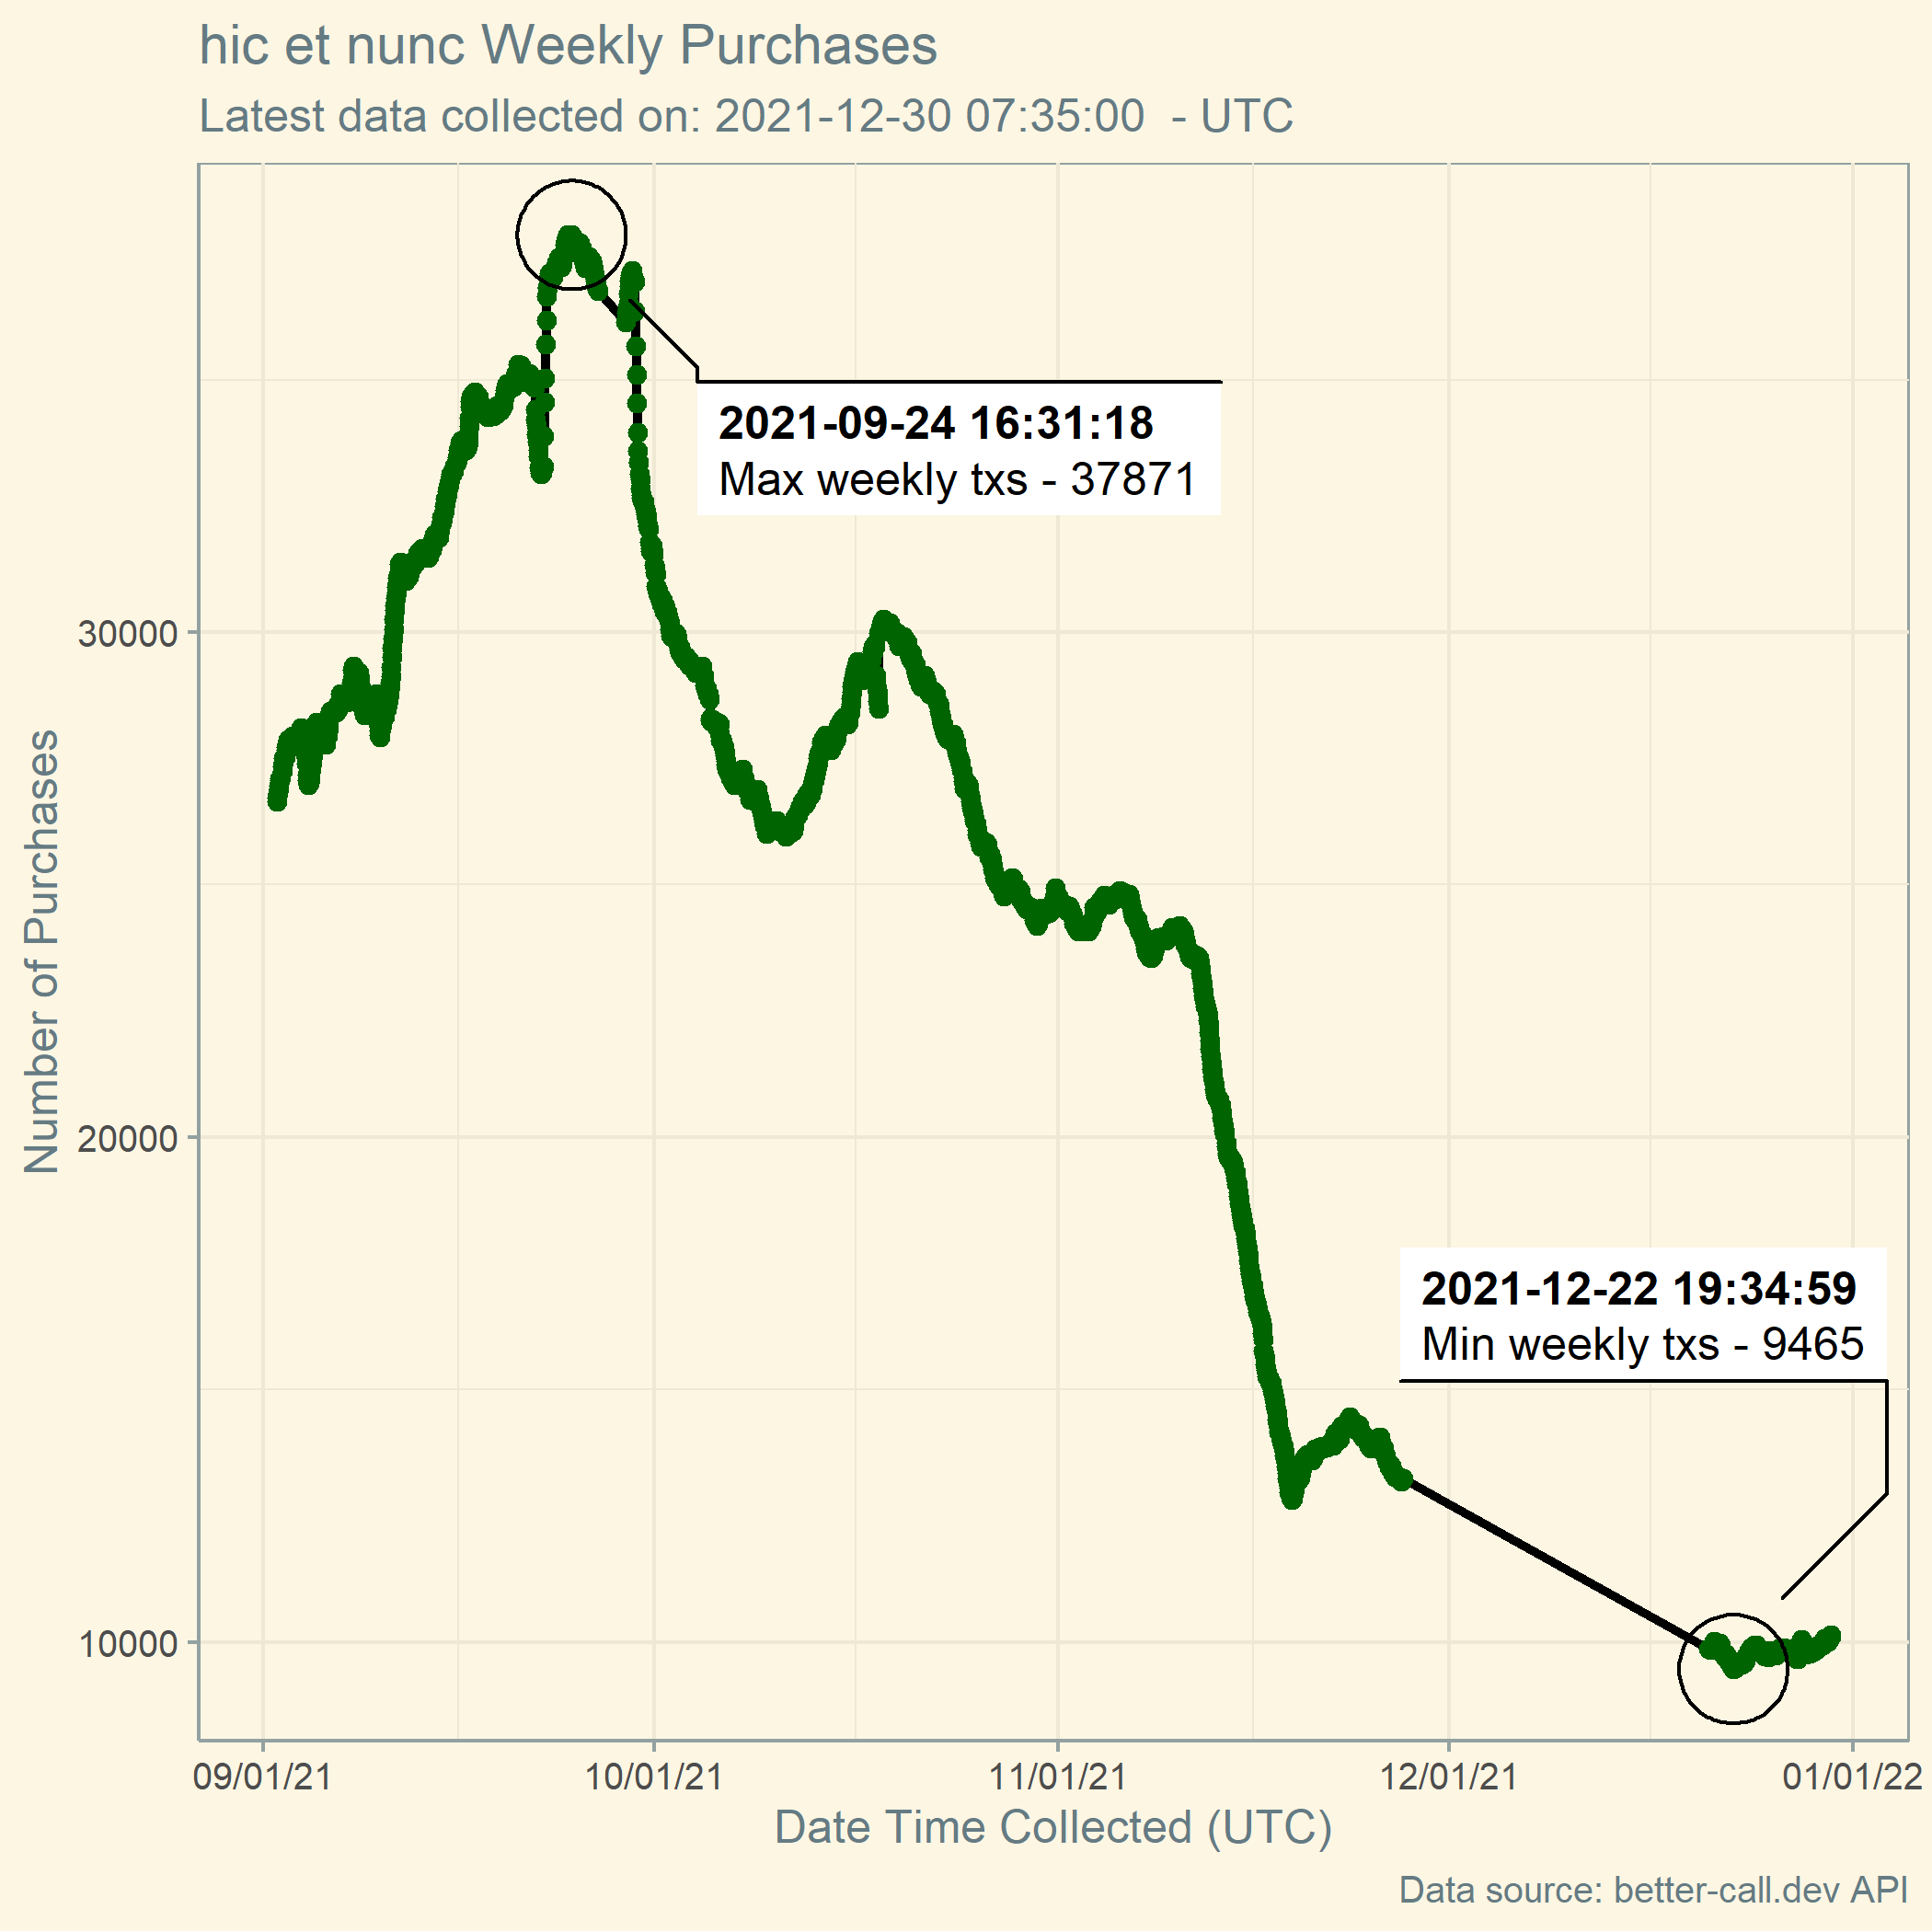 hic et nunc Weekly Purchases
Latest data collected on: 2021-12-30 07:35:00  - UTC
2021-09-24 16:31:18
Max weekly txs - 37871
30000
Number of Purchases
20000
2021-12-22 19:34:59
Min weekly txs - 9465
10000
09/01/21 10/01/21 11/01/21 12/01/21 01/01/22
Date Time Collected (UTC)
Data source: better-call.dev API